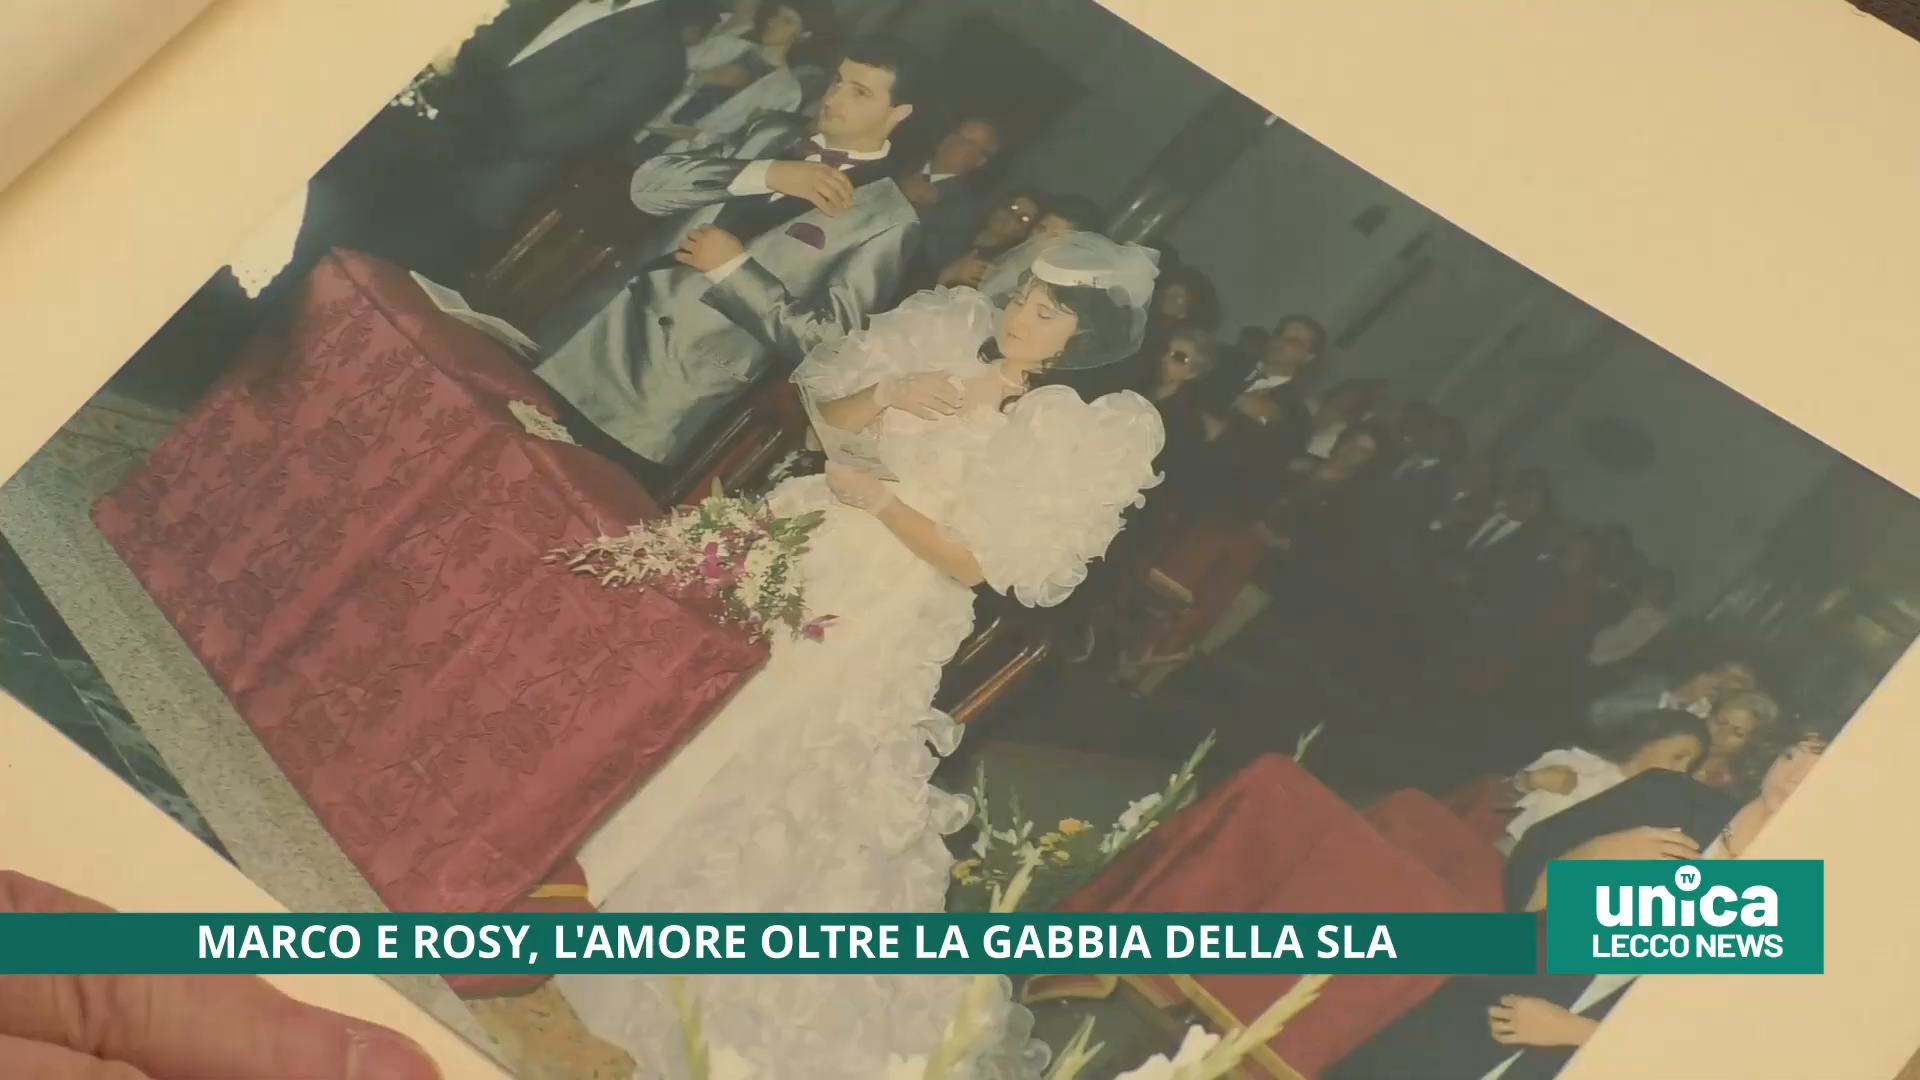 MARCO E ROSY, L'AMORE OLTRE LA GABBIA DELLA SLA
unica
TV
LECCO NEWS